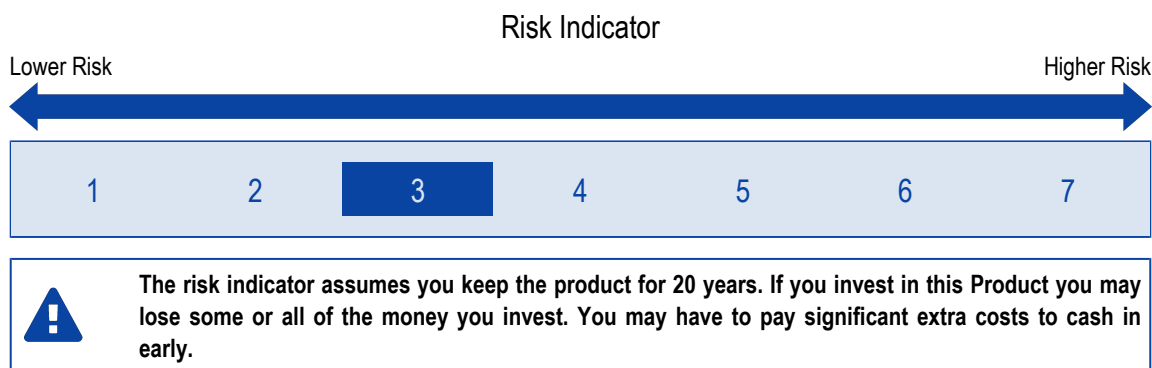 Risk Indicator
Lower Risk Higher Risk
1 2 3 4 5 6 7
The risk indicator assumes you keep the product for 20 years. If you invest in this Product you may
lose some or all of the money you invest. You may have to pay significant extra costs to cash in
early.